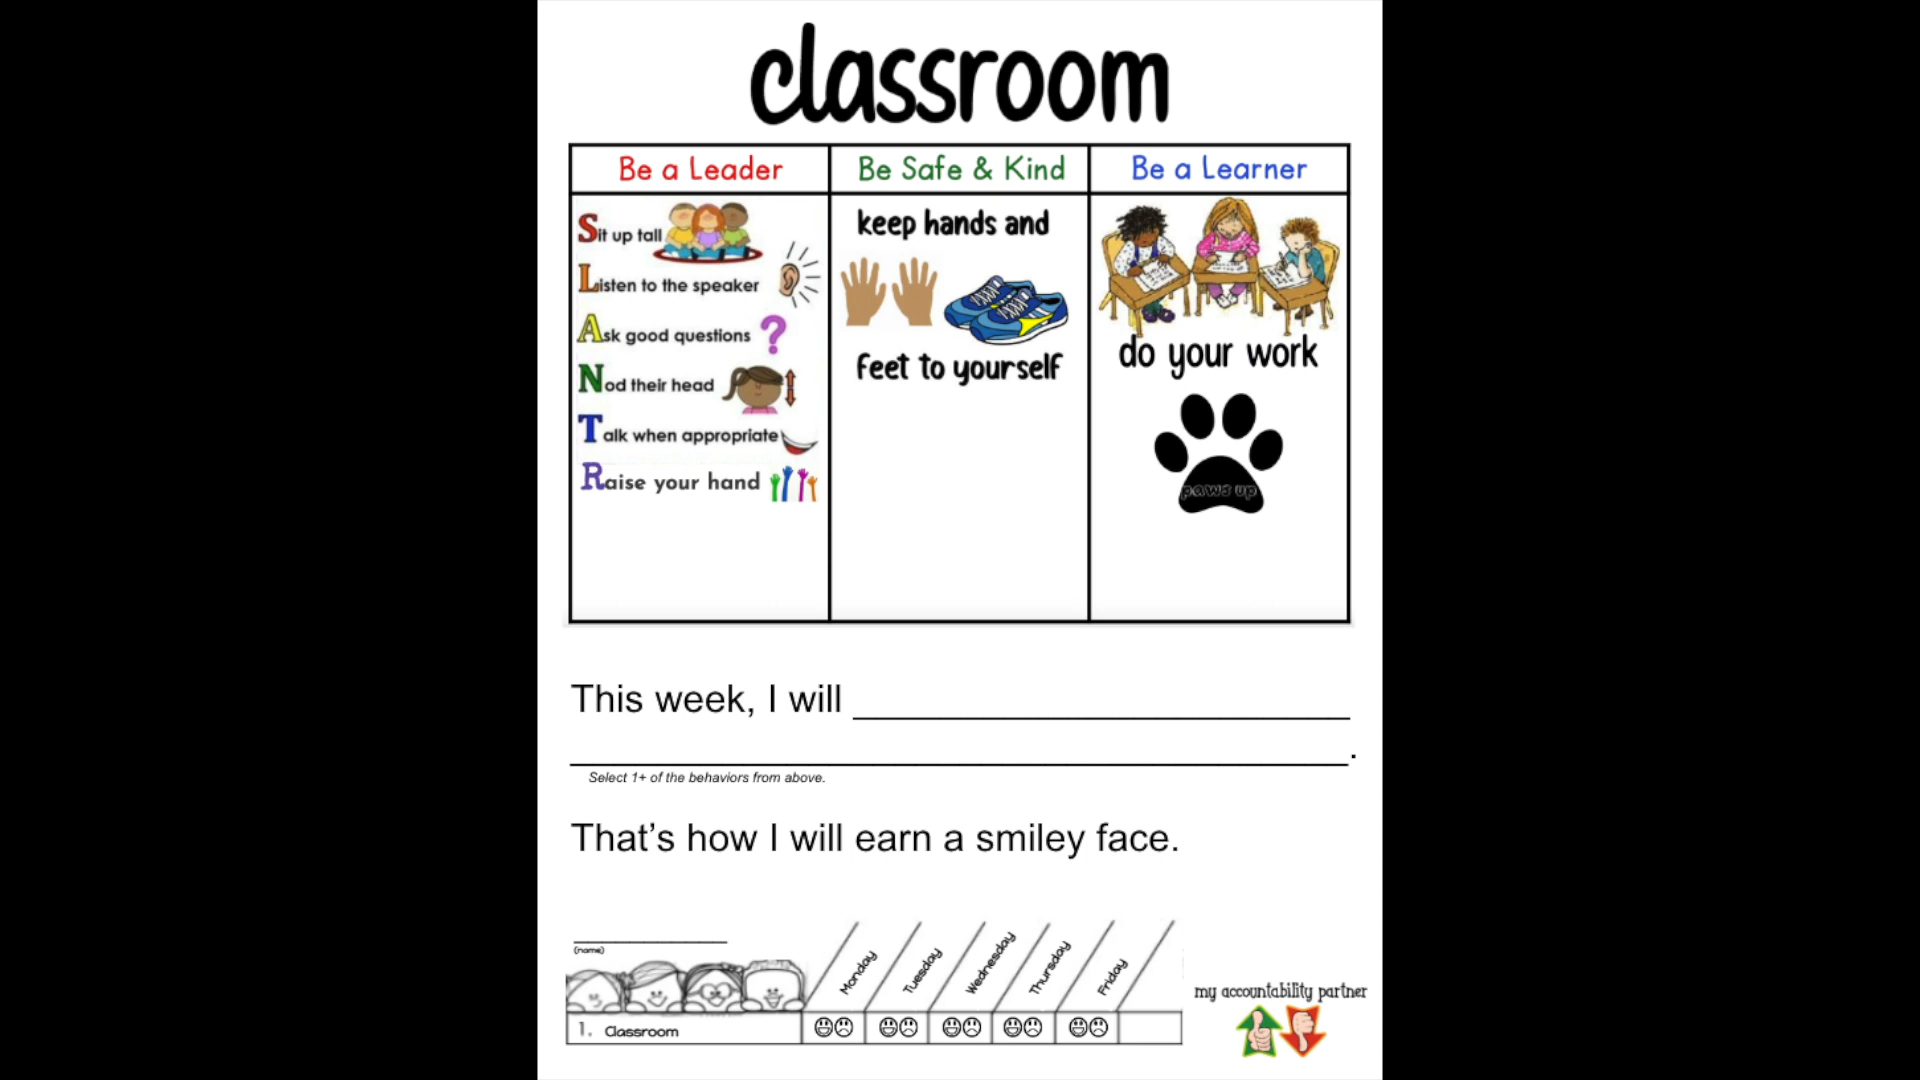 classroom
Be a Leader
Sit up tall
Listen to the speaker
Ask good questions
Nod their head
Talk when appropriate
Raise your hand
Be Safe & Kind
keep hands and
feet to yourself
Be a Learner
do your work
paws up
This week, I will
.
Select 1+ of the behaviors from above.
That’s how I will earn a smiley face.
(name)
Monday
Tuesday
Wednesday
Thursday
Friday
1. Classroom
my accountability partner